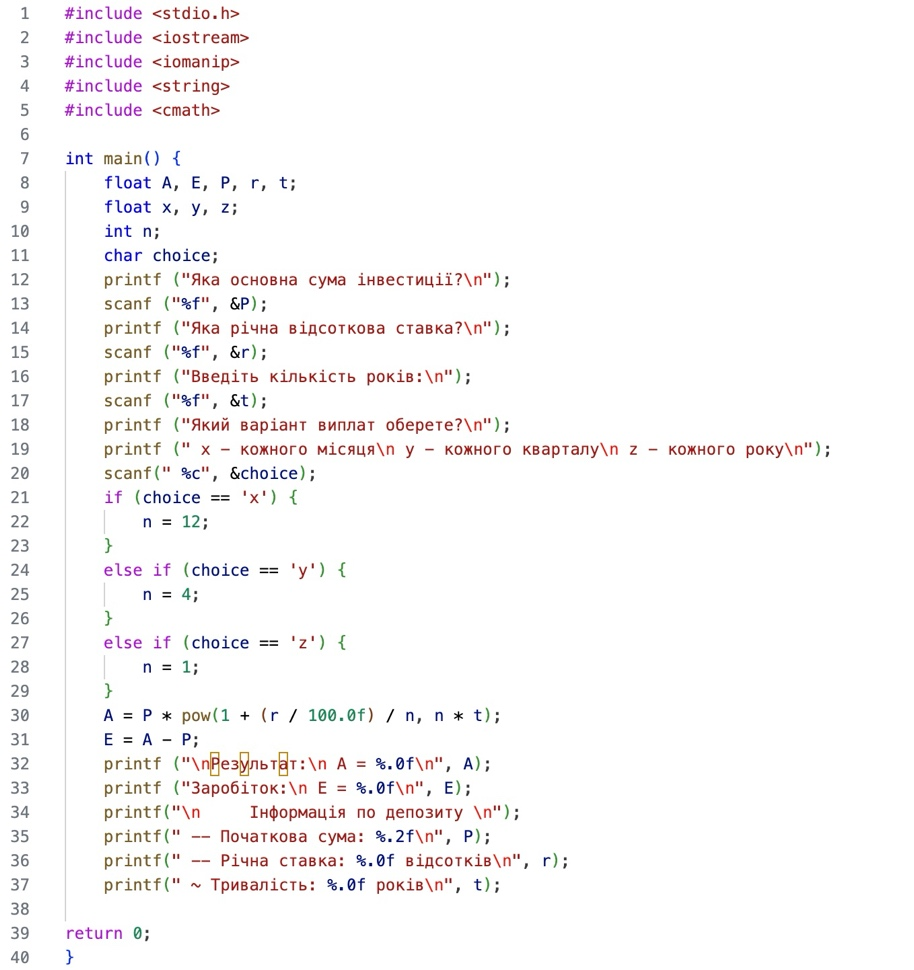 1 #include <stdio.h>
2 #include <iostream>
3 #include <iomanip>
4 #include <string>
5 #include <cmath>
6
7 int main() {
8     float A, E, P, r, t;
9     float x, y, z;
10     int n;
11     char choice;
12     printf ("Яка основна сума інвестиції?\n");
13     scanf ("%f", &P);
14     printf ("Яка річна відсоткова ставка?\n");
15     scanf ("%f", &r);
16     printf ("Введіть кількість років:\n");
17     scanf ("%f", &t);
18     printf ("Який варіант виплат оберете?\n");
19     printf (" x – кожного місяця\n y – кожного кварталу\n z – кожного року\n");
20     scanf(" %c", &choice);
21     if (choice == 'x') {
22         n = 12;
23     }
24     else if (choice == 'y') {
25         n = 4;
26     }
27     else if (choice == 'z') {
28         n = 1;
29     }
30     A = P * pow(1 + (r / 100.0f) / n, n * t);
31     E = A - P;
32     printf ("\nРезультат:\n A = %.0f\n", A);
33     printf ("Заробіток:\n E = %.0f\n", E);
34     printf("\n     Інформація по депозиту \n");
35     printf(" -- Початкова сума: %.2f\n", P);
36     printf(" -- Річна ставка: %.0f відсотків\n", r);
37     printf(" ~ Тривалість: %.0f років\n", t);
38
39 return 0;
40 }